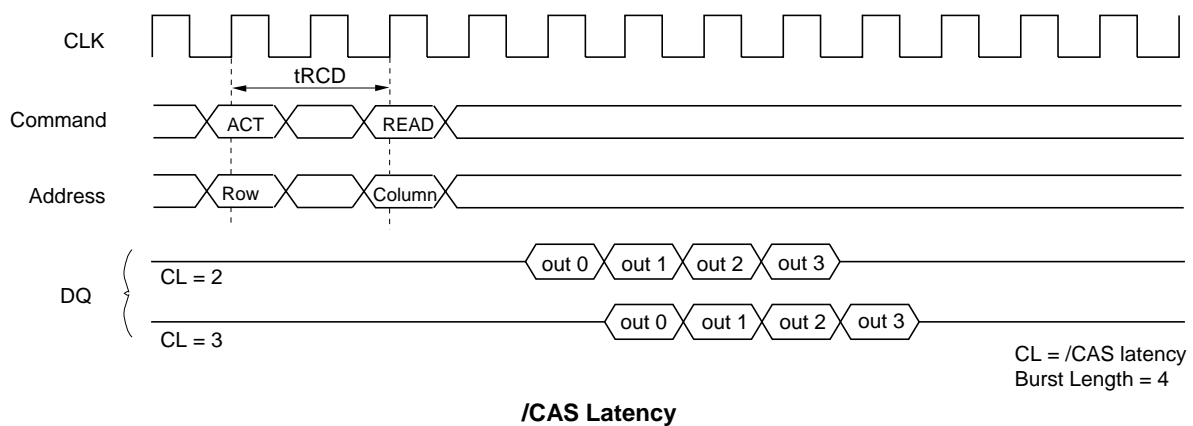 CLK
tRCD
Command
ACT
READ
Address
Row
Column
DQ
CL = 2
out 0 out 1 out 2 out 3
CL = 3
out 0 out 1 out 2 out 3
CL = /CAS latency
Burst Length = 4
/CAS Latency